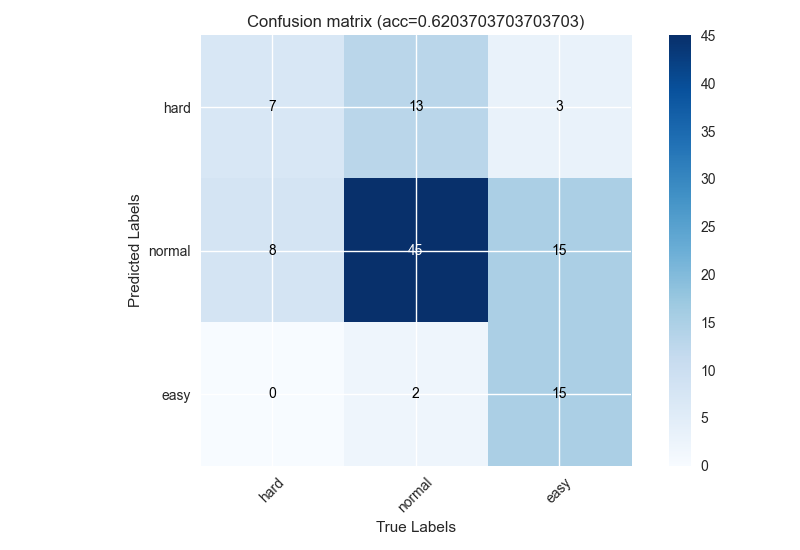 Confusion matrix (acc=0.6203703703703703)
Predicted Labels
hard
7 13 3
normal
8 45 15
easy
0 2 15
hard normal easy
True Labels
45
40
35
30
25
20
15
10
5
0